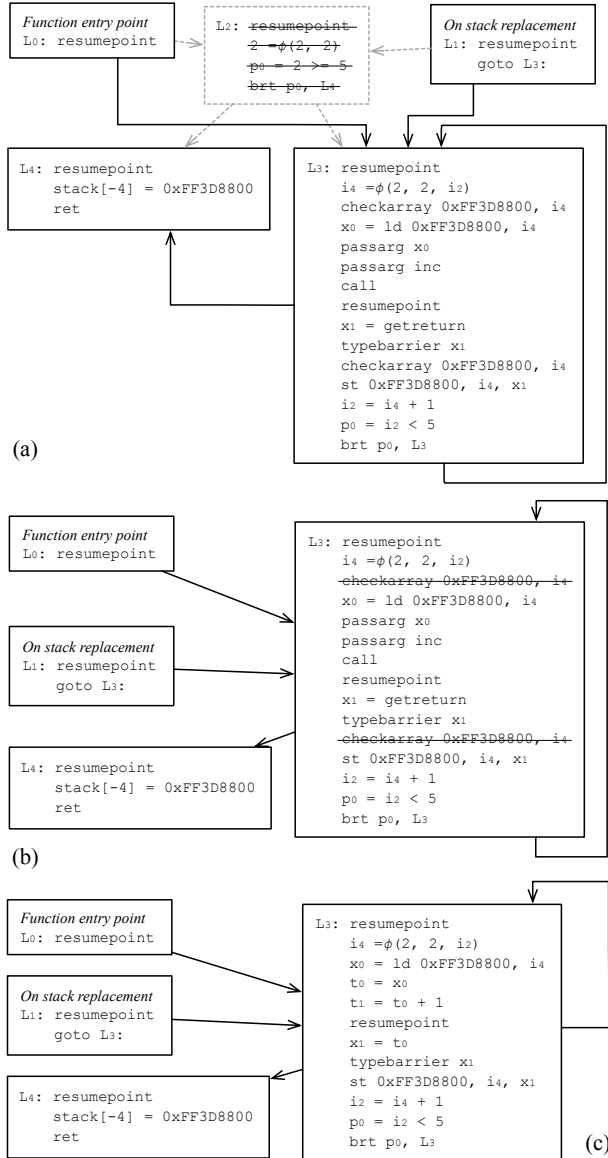 Function entry point
L0: resumepoint
L2: resumepoint
2 =ϕ(2, 2)
p0 = 2 >= 5
brt p0, L4
On stack replacement
L1: resumepoint
goto L3:
L4: resumepoint
stack[-4] = 0xFF3D8800
ret
L3: resumepoint
i4 =ϕ(2, 2, i2)
checkarray 0xFF3D8800, i4
x0 = ld 0xFF3D8800, i4
passarg x0
passarg inc
call
resumepoint
x1 = getreturn
typebarrier x1
checkarray 0xFF3D8800, i4
st 0xFF3D8800, i4, x1
i2 = i4 + 1
p0 = i2 < 5
brt p0, L3
(a)
Function entry point
L0: resumepoint
On stack replacement
L1: resumepoint
goto L3:
L4: resumepoint
stack[-4] = 0xFF3D8800
ret
L3: resumepoint
i4 =ϕ(2, 2, i2)
checkarray 0xFF3D8800, i4
x0 = ld 0xFF3D8800, i4
passarg x0
passarg inc
call
resumepoint
x1 = getreturn
typebarrier x1
checkarray 0xFF3D8800, i4
st 0xFF3D8800, i4, x1
i2 = i4 + 1
p0 = i2 < 5
brt p0, L3
(b)
Function entry point
L0: resumepoint
On stack replacement
L1: resumepoint
goto L3:
L4: resumepoint
stack[-4] = 0xFF3D8800
ret
L3: resumepoint
i4 =ϕ(2, 2, i2)
x0 = ld 0xFF3D8800, i4
t0 = x0
t1 = t0 + 1
resumepoint
x1 = t0
typebarrier x1
st 0xFF3D8800, i4, x1
i2 = i4 + 1
p0 = i2 < 5
brt p0, L3
(c)